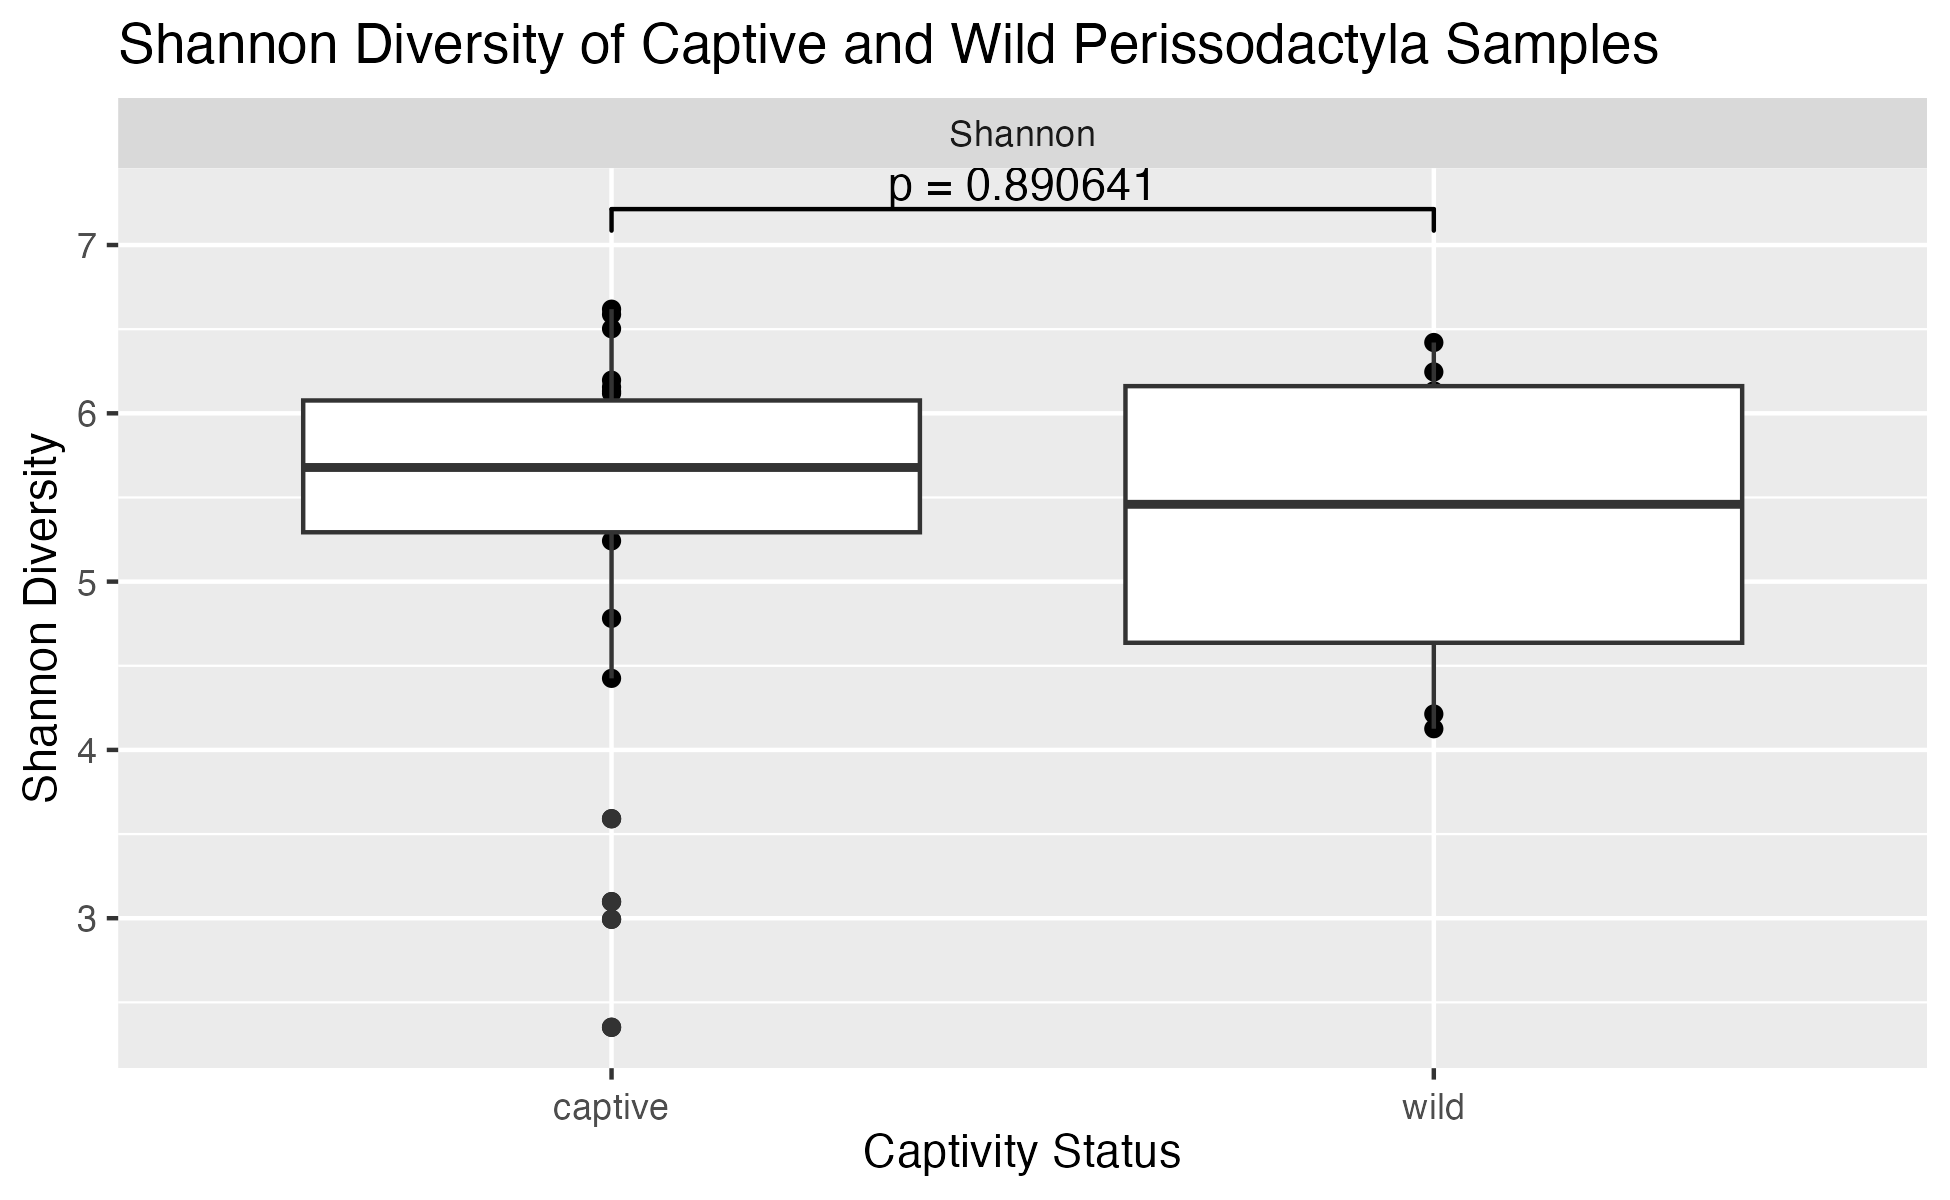 Shannon Diversity of Captive and Wild Perissodactyla Samples
Shannon
p = 0.890641
Shannon Diversity
7
6
5
4
3
captive wild
Captivity Status